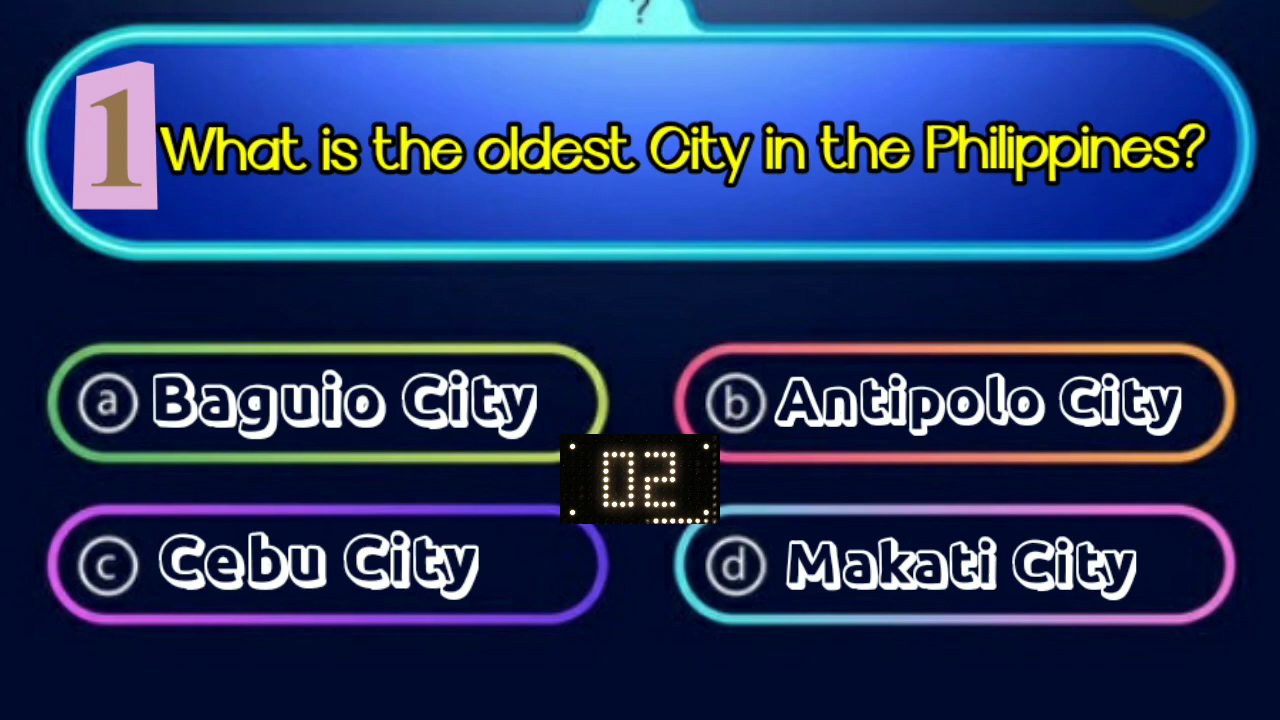 ?
1 What is the oldest City in the Philippines?
a Baguio City
b Antipolo City
02
c Cebu City
d Makati City